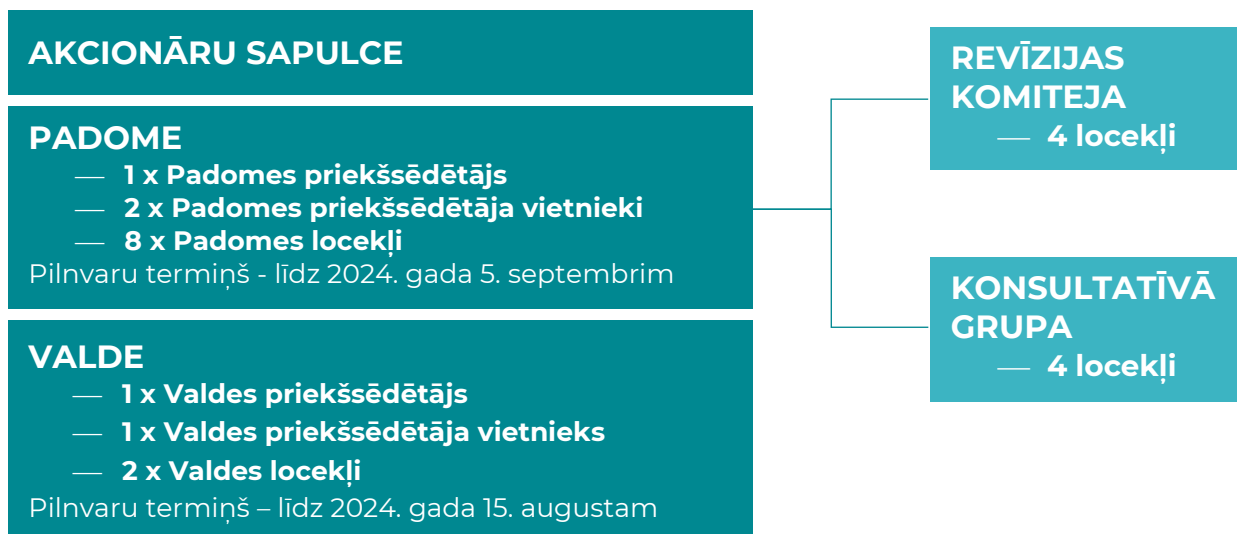 AKCIONĀRU SAPULCE
PADOME
— 1 x Padomes priekšsēdētājs
— 2 x Padomes priekšsēdētāja vietnieki
— 8 x Padomes locekļi
Pilnvaru termiņš - līdz 2024. gada 5. septembrim
VALDE
— 1 x Valdes priekšsēdētājs
— 1 x Valdes priekšsēdētāja vietnieks
— 2 x Valdes locekļi
Pilnvaru termiņš – līdz 2024. gada 15. augustam
REVĪZIJAS
KOMITEJA
— 4 locekļi
KONSULTATĪVĀ
GRUPA
— 4 locekļi